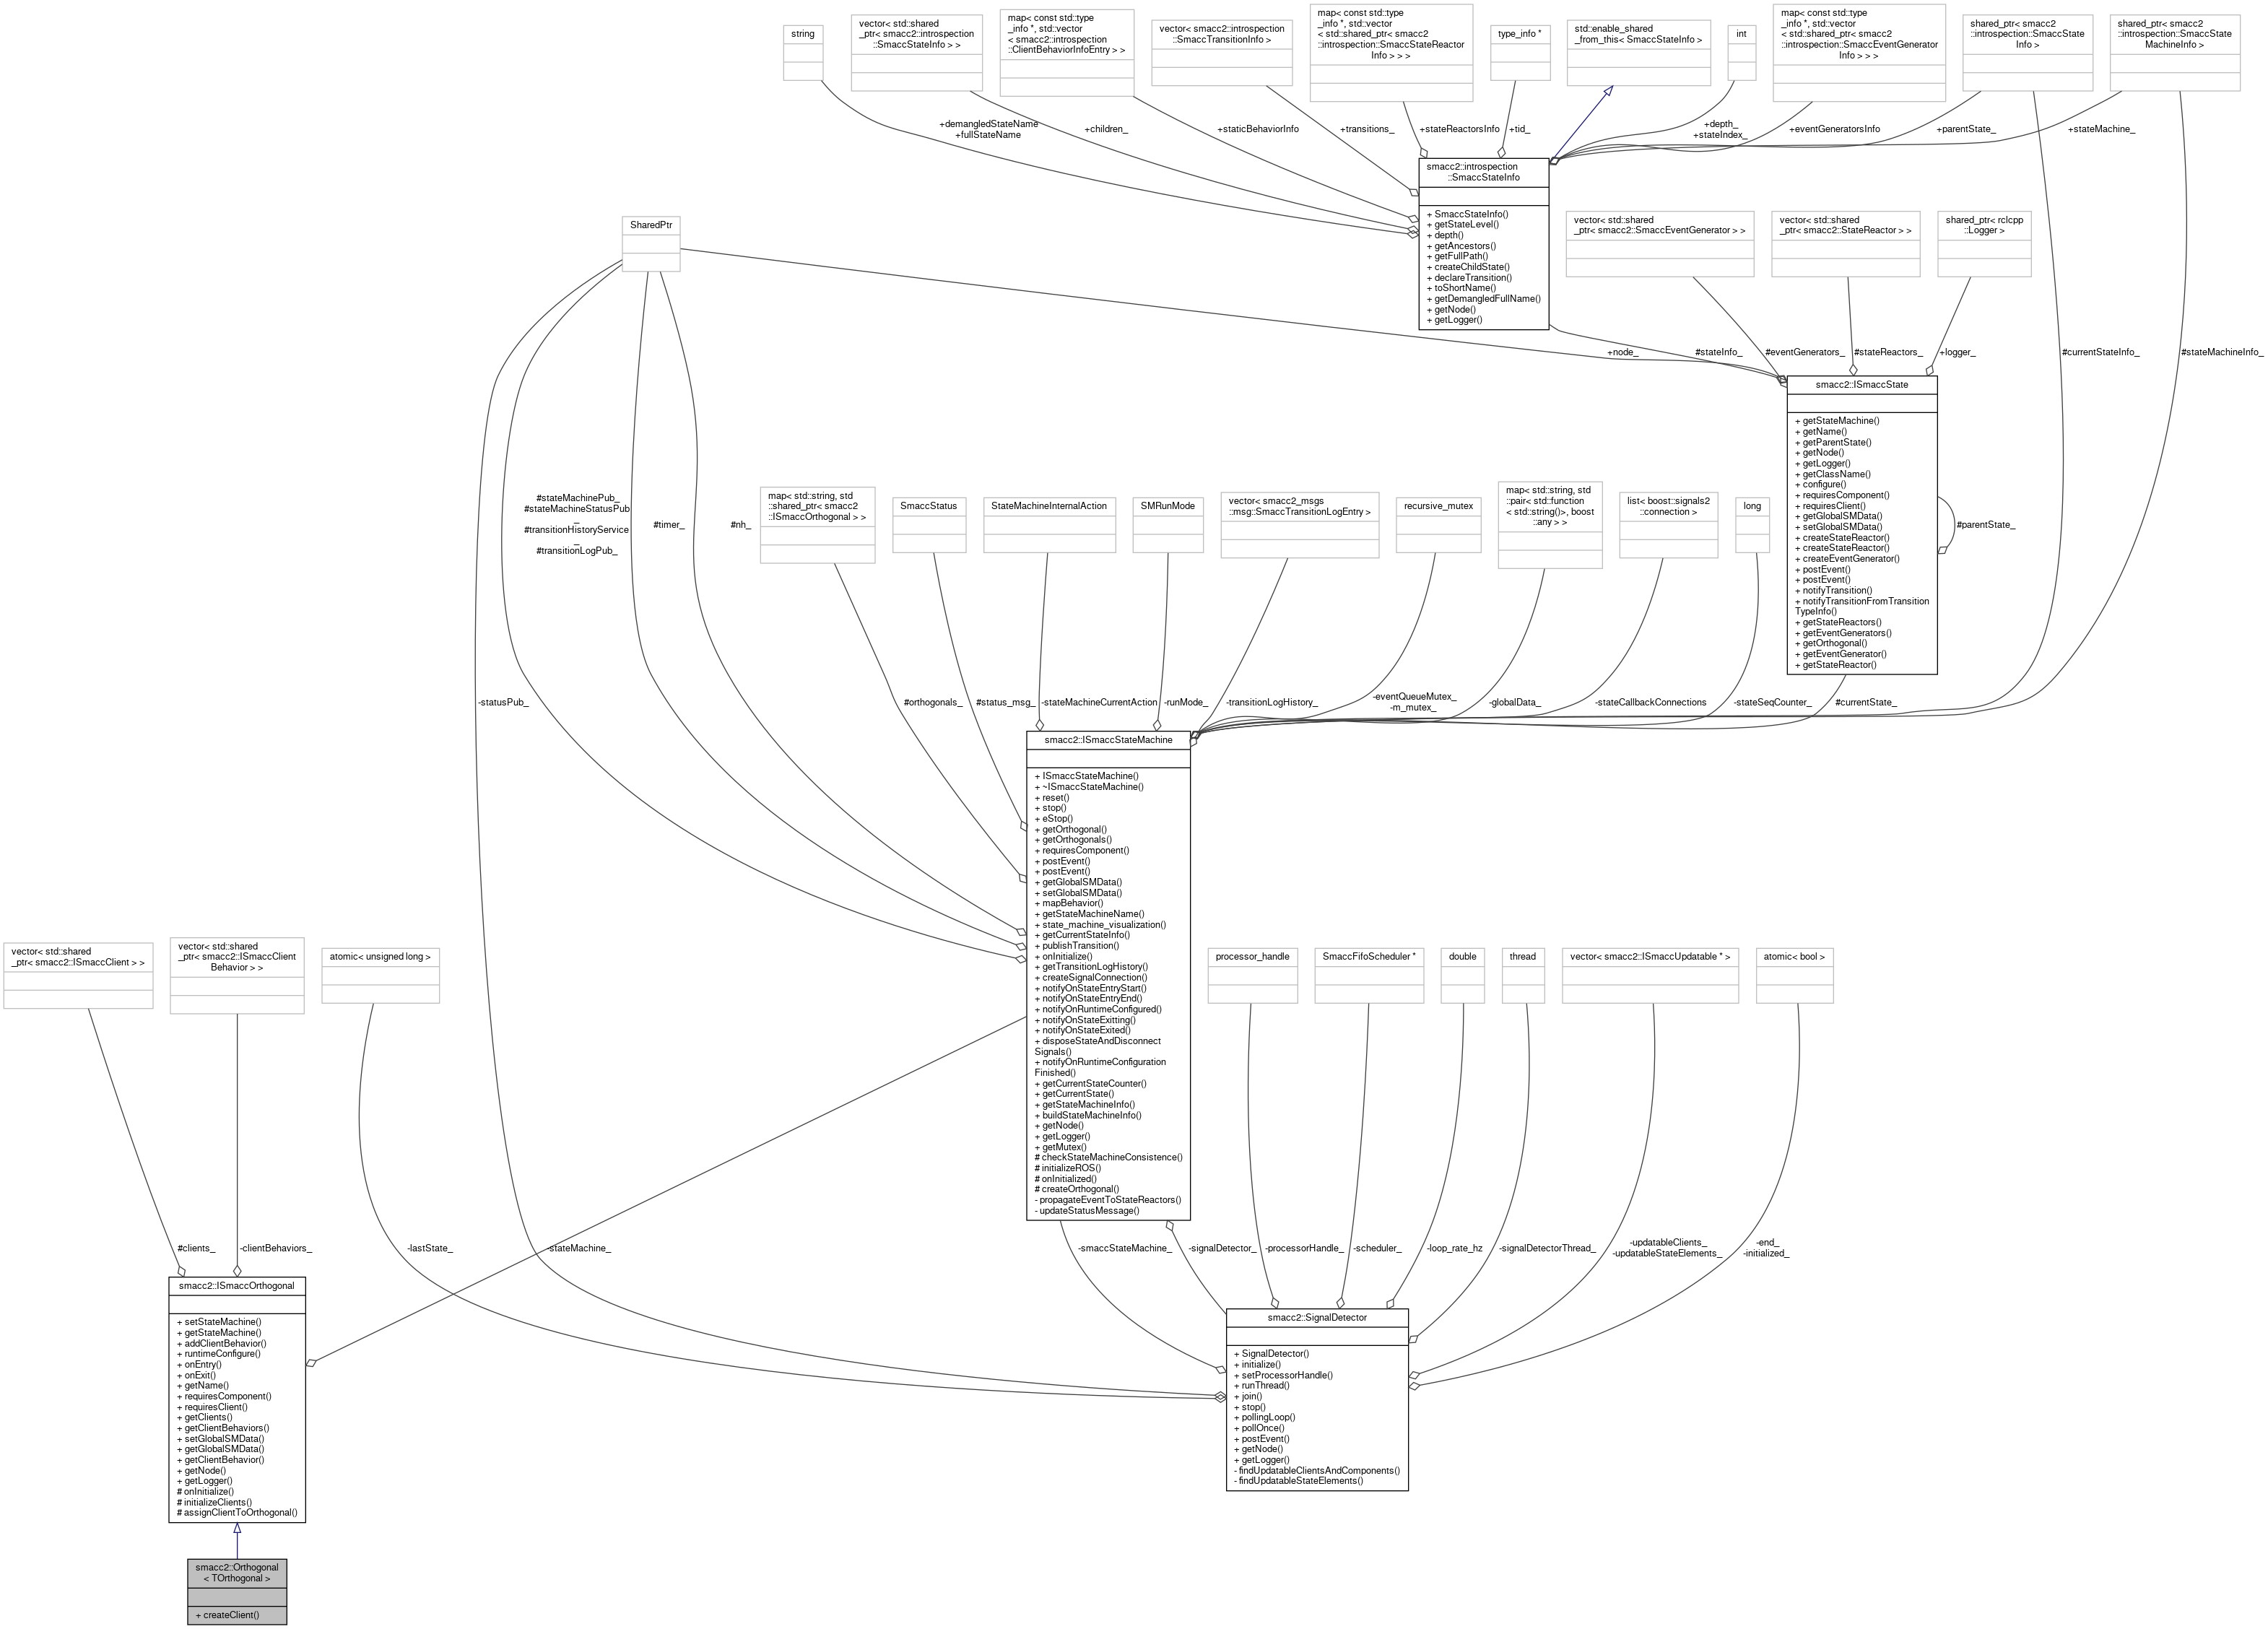 string
vector< std::shared
_ptr< smacc2::introspection
::SmaccStateInfo > >
map< const std::type
_info *, std::vector
< smacc2::introspection
::ClientBehaviorInfoEntry > >
vector< smacc2::introspection
::SmaccTransitionInfo >
map< const std::type
_info *, std::vector
< std::shared_ptr< smacc2
::introspection::SmaccStateReactor
Info > > >
type_info *
std::enable_shared
_from_this< SmaccStateInfo >
int
map< const std::type
_info *, std::vector
< std::shared_ptr< smacc2
::introspection::SmaccEventGenerator
Info > > >
shared_ptr< smacc2
::introspection::SmaccState
Info >
shared_ptr< smacc2
::introspection::SmaccState
MachineInfo >
+demangledStateName
+fullStateName
+children_
+staticBehaviorInfo
+transitions_
+stateReactorsInfo
+tid_
+depth_
+stateIndex_
+eventGeneratorsInfo
+parentState_
+stateMachine_
smacc2::introspection
::SmaccStateInfo
+ SmaccStateInfo()
+ getStateLevel()
+ depth()
+ getAncestors()
+ getFullPath()
+ createChildState()
+ declareTransition()
+ toShortName()
+ getDemangledFullName()
+ getNode()
+ getLogger()
SharedPtr
vector< std::shared
_ptr< smacc2::SmaccEventGenerator > >
vector< std::shared
_ptr< smacc2::StateReactor > >
shared_ptr< rclcpp
::Logger >
+node_
#stateInfo_
#eventGenerators_
#stateReactors_
+logger_
#currentStateInfo_
#stateMachineInfo_
smacc2::ISmaccState
+ getStateMachine()
+ getName()
+ getParentState()
+ getNode()
+ getLogger()
+ getClassName()
+ configure()
+ requiresComponent()
+ requiresClient()
+ getGlobalSMData()
+ setGlobalSMData()
+ createStateReactor()
+ createStateReactor()
+ createEventGenerator()
+ postEvent()
+ postEvent()
+ notifyTransition()
+ notifyTransitionFromTransition
TypeInfo()
+ getStateReactors()
+ getEventGenerators()
+ getOrthogonal()
+ getEventGenerator()
+ getStateReactor()
#parentState_
#stateMachinePub_
#stateMachineStatusPub
_
#transitionHistoryService
_
#transitionLogPub_
#timer_
#nh_
map< std::string, std
::shared_ptr< smacc2
::ISmaccOrthogonal > >
SmaccStatus
StateMachineInternalAction
SMRunMode
vector< smacc2_msgs
::msg::SmaccTransitionLogEntry >
recursive_mutex
map< std::string, std
::pair< std::function
< std::string()>, boost
::any > >
list< boost::signals2
::connection >
long
-statusPub_
#orthogonals_
#status_msg_
-stateMachineCurrentAction
-runMode_
-transitionLogHistory_
-eventQueueMutex_
-m_mutex_
-globalData_
-stateCallbackConnections
-stateSeqCounter_
#currentState_
smacc2::ISmaccStateMachine
+ ISmaccStateMachine()
+ ~ISmaccStateMachine()
+ reset()
+ stop()
+ eStop()
+ getOrthogonal()
+ getOrthogonals()
+ requiresComponent()
+ postEvent()
+ postEvent()
+ getGlobalSMData()
+ setGlobalSMData()
+ mapBehavior()
+ getStateMachineName()
+ state_machine_visualization()
+ getCurrentStateInfo()
+ publishTransition()
+ onInitialize()
+ getTransitionLogHistory()
+ createSignalConnection()
+ notifyOnStateEntryStart()
+ notifyOnStateEntryEnd()
+ notifyOnRuntimeConfigured()
+ notifyOnStateExitting()
+ notifyOnStateExited()
+ disposeStateAndDisconnect
Signals()
+ notifyOnRuntimeConfiguration
Finished()
+ getCurrentStateCounter()
+ getCurrentState()
+ getStateMachineInfo()
+ buildStateMachineInfo()
+ getNode()
+ getLogger()
+ getMutex()
# checkStateMachineConsistence()
# initializeROS()
# onInitialized()
# createOrthogonal()
- propagateEventToStateReactors()
- updateStatusMessage()
vector< std::shared
_ptr< smacc2::ISmaccClient > >
vector< std::shared
_ptr< smacc2::ISmaccClient
Behavior > >
atomic< unsigned long >
processor_handle
SmaccFifoScheduler *
double
thread
vector< smacc2::ISmaccUpdatable * >
atomic< bool >
#clients_
-clientBehaviors_
-lastState_
-stateMachine_
-smaccStateMachine_
-signalDetector_
-processorHandle_
-scheduler_
-loop_rate_hz
-signalDetectorThread_
-updatableClients_
-updatableStateElements_
-end_
-initialized_
smacc2::ISmaccOrthogonal
+ setStateMachine()
+ getStateMachine()
+ addClientBehavior()
+ runtimeConfigure()
+ onEntry()
+ onExit()
+ getName()
+ requiresComponent()
+ requiresClient()
+ getClients()
+ getClientBehaviors()
+ setGlobalSMData()
+ getGlobalSMData()
+ getClientBehavior()
+ getNode()
+ getLogger()
# onInitialize()
# initializeClients()
# assignClientToOrthogonal()
smacc2::SignalDetector
+ SignalDetector()
+ initialize()
+ setProcessorHandle()
+ runThread()
+ join()
+ stop()
+ pollingLoop()
+ pollOnce()
+ postEvent()
+ getNode()
+ getLogger()
- findUpdatableClientsAndComponents()
- findUpdatableStateElements()
smacc2::Orthogonal
< TOrthogonal >
+ createClient()